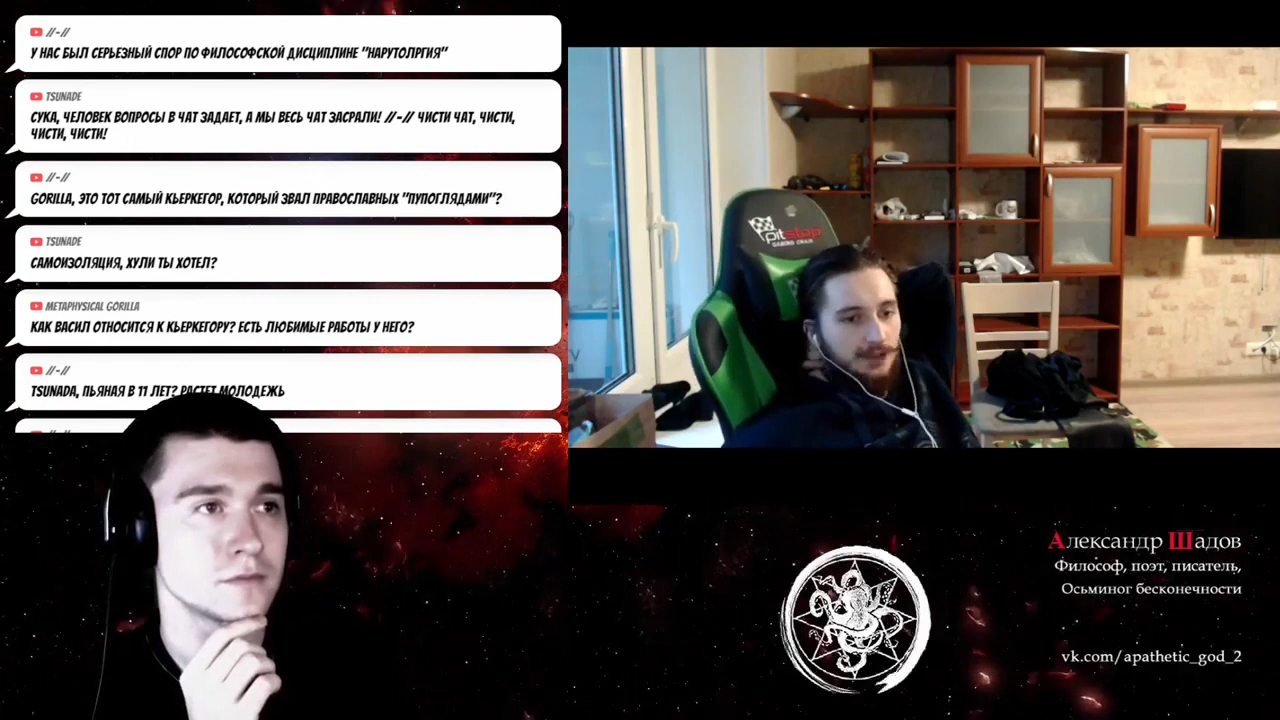 //-//
У НАС БЫЛ СЕРЬЕЗНЫЙ СПОР ПО ФИЛОСОФСКОЙ ДИСЦИПЛИНЕ "НАРУТОЛРГИЯ"
TSUNADE
СУКА, ЧЕЛОВЕК ВОПРОСЫ В ЧАТ ЗАДАЕТ, А МЫ ВЕСЬ ЧАТ ЗАСРАЛИ! //-// ЧИСТИ ЧАТ, ЧИСТИ,
ЧИСТИ, ЧИСТИ!
//-//
GORILLA, ЭТО ТОТ САМЫЙ КЬЕРКЕГОР, КОТОРЫЙ ЗВАЛ ПРАВОСЛАВНЫХ "ПУПОГЛЯДАМИ"?
TSUNADE
САМОИЗОЛЯЦИЯ, ХУЛИ ТЫ ХОТЕЛ?
METAPHYSICAL GORILLA
КАК ВАСИЛ ОТНОСИТСЯ К КЬЕРКЕГОРУ? ЕСТЬ ЛЮБИМЫЕ РАБОТЫ У НЕГО?
//-//
TSUNADA, ПЬЯНАЯ В 11 ЛЕТ? РАСТЕТ МОЛОДЕЖЬ
pitstop
GAMING CHAIR
Александр Шадов
Философ, поэт, писатель,
Осьминог бесконечности
vk.com/apathetic_god_2